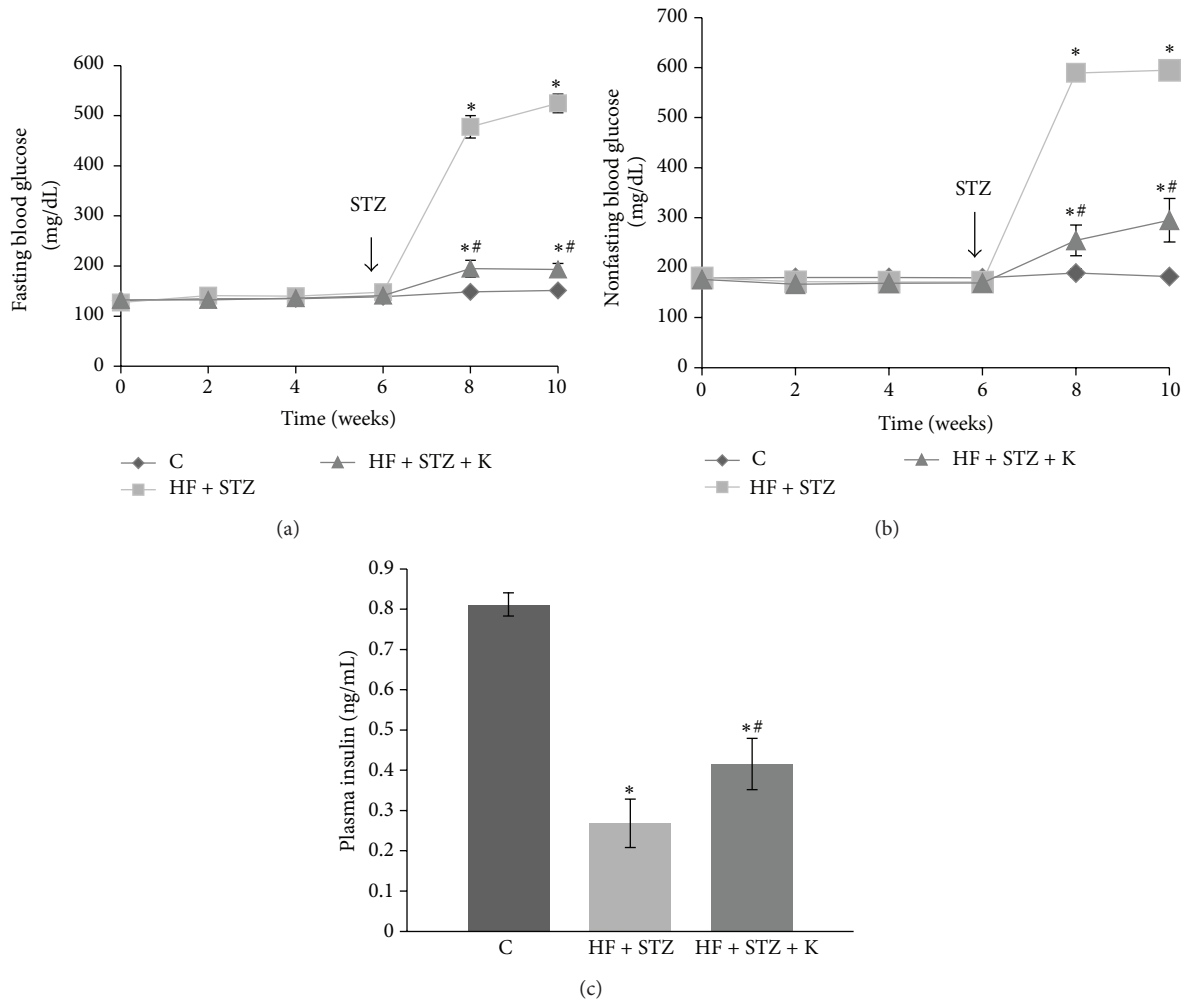 Fasting blood glucose
(mg/dL)
600
500
400
300
200
100
0
STZ
*
*
*#
*#
0 2 4 6 8 10
Time (weeks)
C
HF + STZ + K
HF + STZ
(a)
Nonfasting blood glucose
(mg/dL)
700
600
500
400
300
200
100
0
STZ
*
*
*#
*#
0 2 4 6 8 10
Time (weeks)
C
HF + STZ + K
HF + STZ
(b)
Plasma insulin (ng/mL)
0.9
0.8
0.7
0.6
0.5
0.4
0.3
0.2
0.1
0
*
*#
C HF + STZ HF + STZ + K
(c)